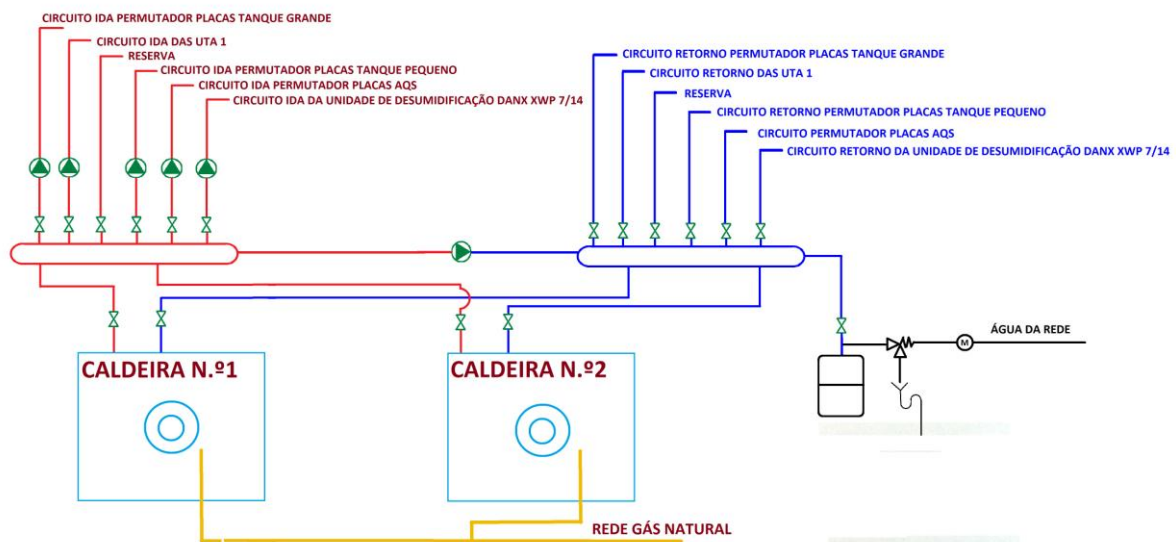 CIRCUITO IDA PERMUTADOR PLACAS TANQUE GRANDE
CIRCUITO IDA DAS UTA 1
RESERVA
CIRCUITO IDA PERMUTADOR PLACAS TANQUE PEQUENO
CIRCUITO IDA PERMUTADOR PLACAS AQS
CIRCUITO IDA DA UNIDADE DE DESUMIDIFICAÇÃO DANX XWP 7/14
CIRCUITO RETORNO PERMUTADOR PLACAS TANQUE GRANDE
CIRCUITO RETORNO DAS UTA 1
RESERVA
CIRCUITO RETORNO PERMUTADOR PLACAS TANQUE PEQUENO
CIRCUITO PERMUTADOR PLACAS AQS
CIRCUITO RETORNO DA UNIDADE DE DESUMIDIFICAÇÃO DANX XWP 7/14
ÁGUA DA REDE
M
CALDEIRA N.º1
CALDEIRA N.º2
REDE GÁS NATURAL